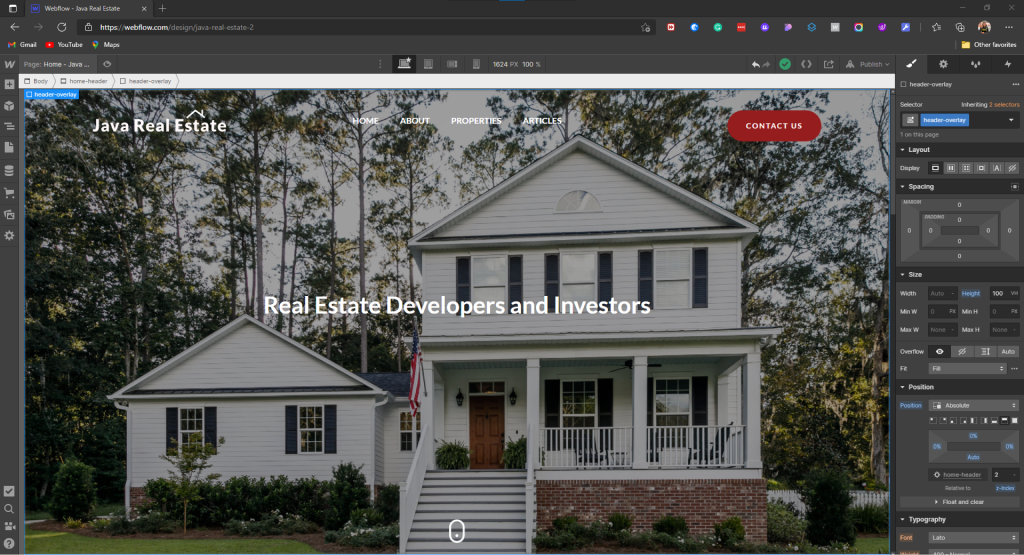 Webflow - Java Real Estate
https://webflow.com/design/java-real-estate-2
Gmail
YouTube
Maps
Other favorites
Page: Home - Java ...
1624 PX 100 %
Publish
Body
home-header
header-overlay
header-overlay
Java Real Estate
HOME
ABOUT
PROPERTIES
ARTICLES
CONTACT US
Real Estate Developers and Investors
header-overlay
Selector
Inheriting 2 selectors
header-overlay
1 on this page
Layout
Display
Spacing
MARGIN
0
PADDING
0
0
0
0
0
0
0
Size
Width Auto - Height 100 VH
Min W 0 PX Min H 0 PX
Max W None - Max H None -
Overflow Auto
Fit Fill
Position
Position Absolute
0%
0%
0%
Auto
home-header 2
Relative to z-Index
Float and clear
Typography
Font Lato